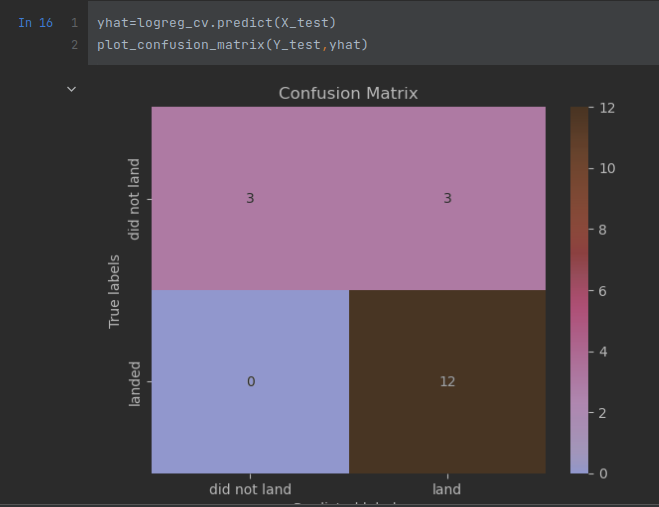 In 16
1 yhat=logreg_cv.predict(X_test)
2 plot_confusion_matrix(Y_test,yhat)
Confusion Matrix
12
10
8
6
4
2
0
True labels
did not land
landed
3 3
0 12
did not land land